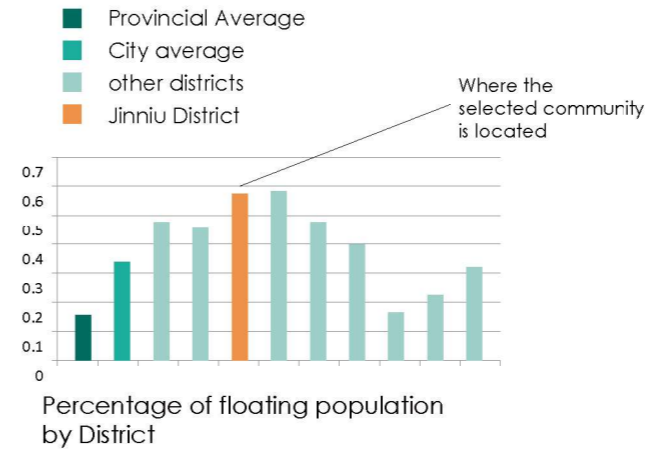 Provincial Average
City average
other districts
Jinniu District
Where the
selected community
is located
0.7
0.6
0.5
0.4
0.3
0.2
0.1
0
Percentage of floating population
by District